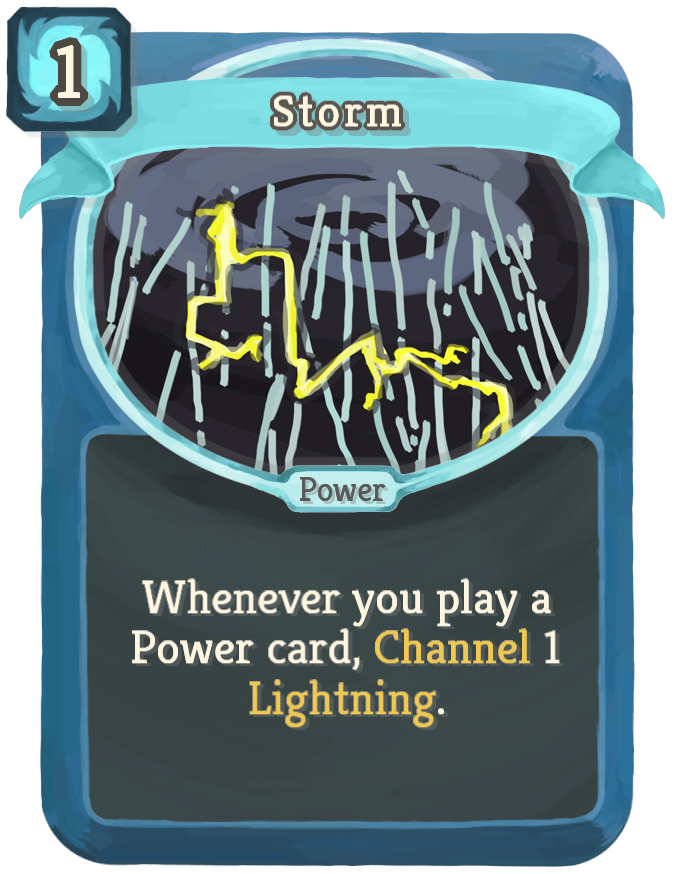 1
Storm
Power
Whenever you play a
Power card, Channel 1
Lightning.